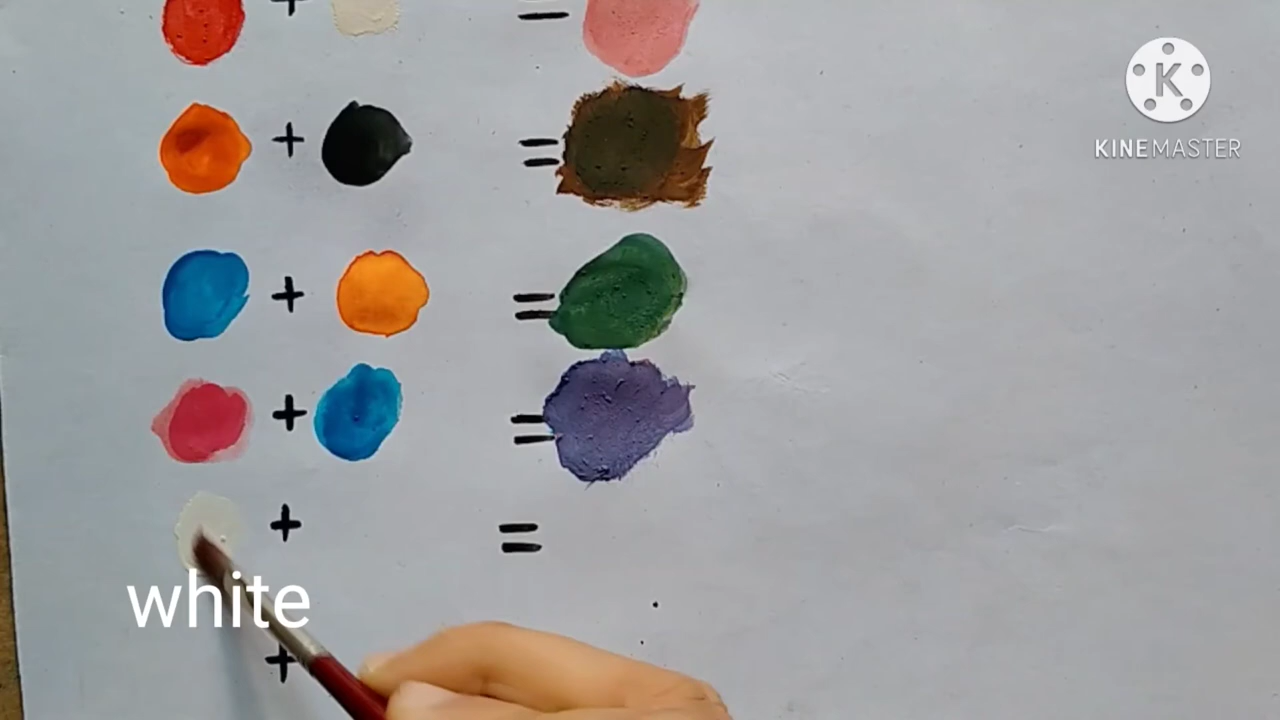 + =
+ =
+ =
+ =
+ =
white
+
K
KINEMASTER